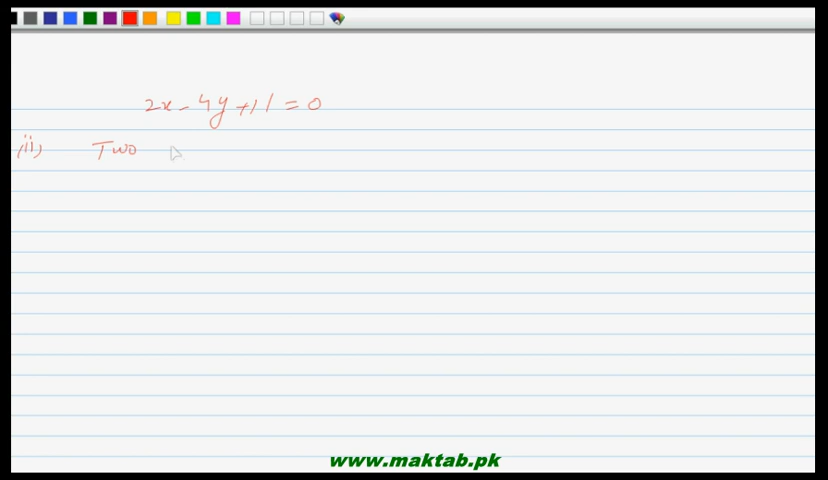 2x - 4y + 11 = 0
(ii) Two
www.maktab.pk